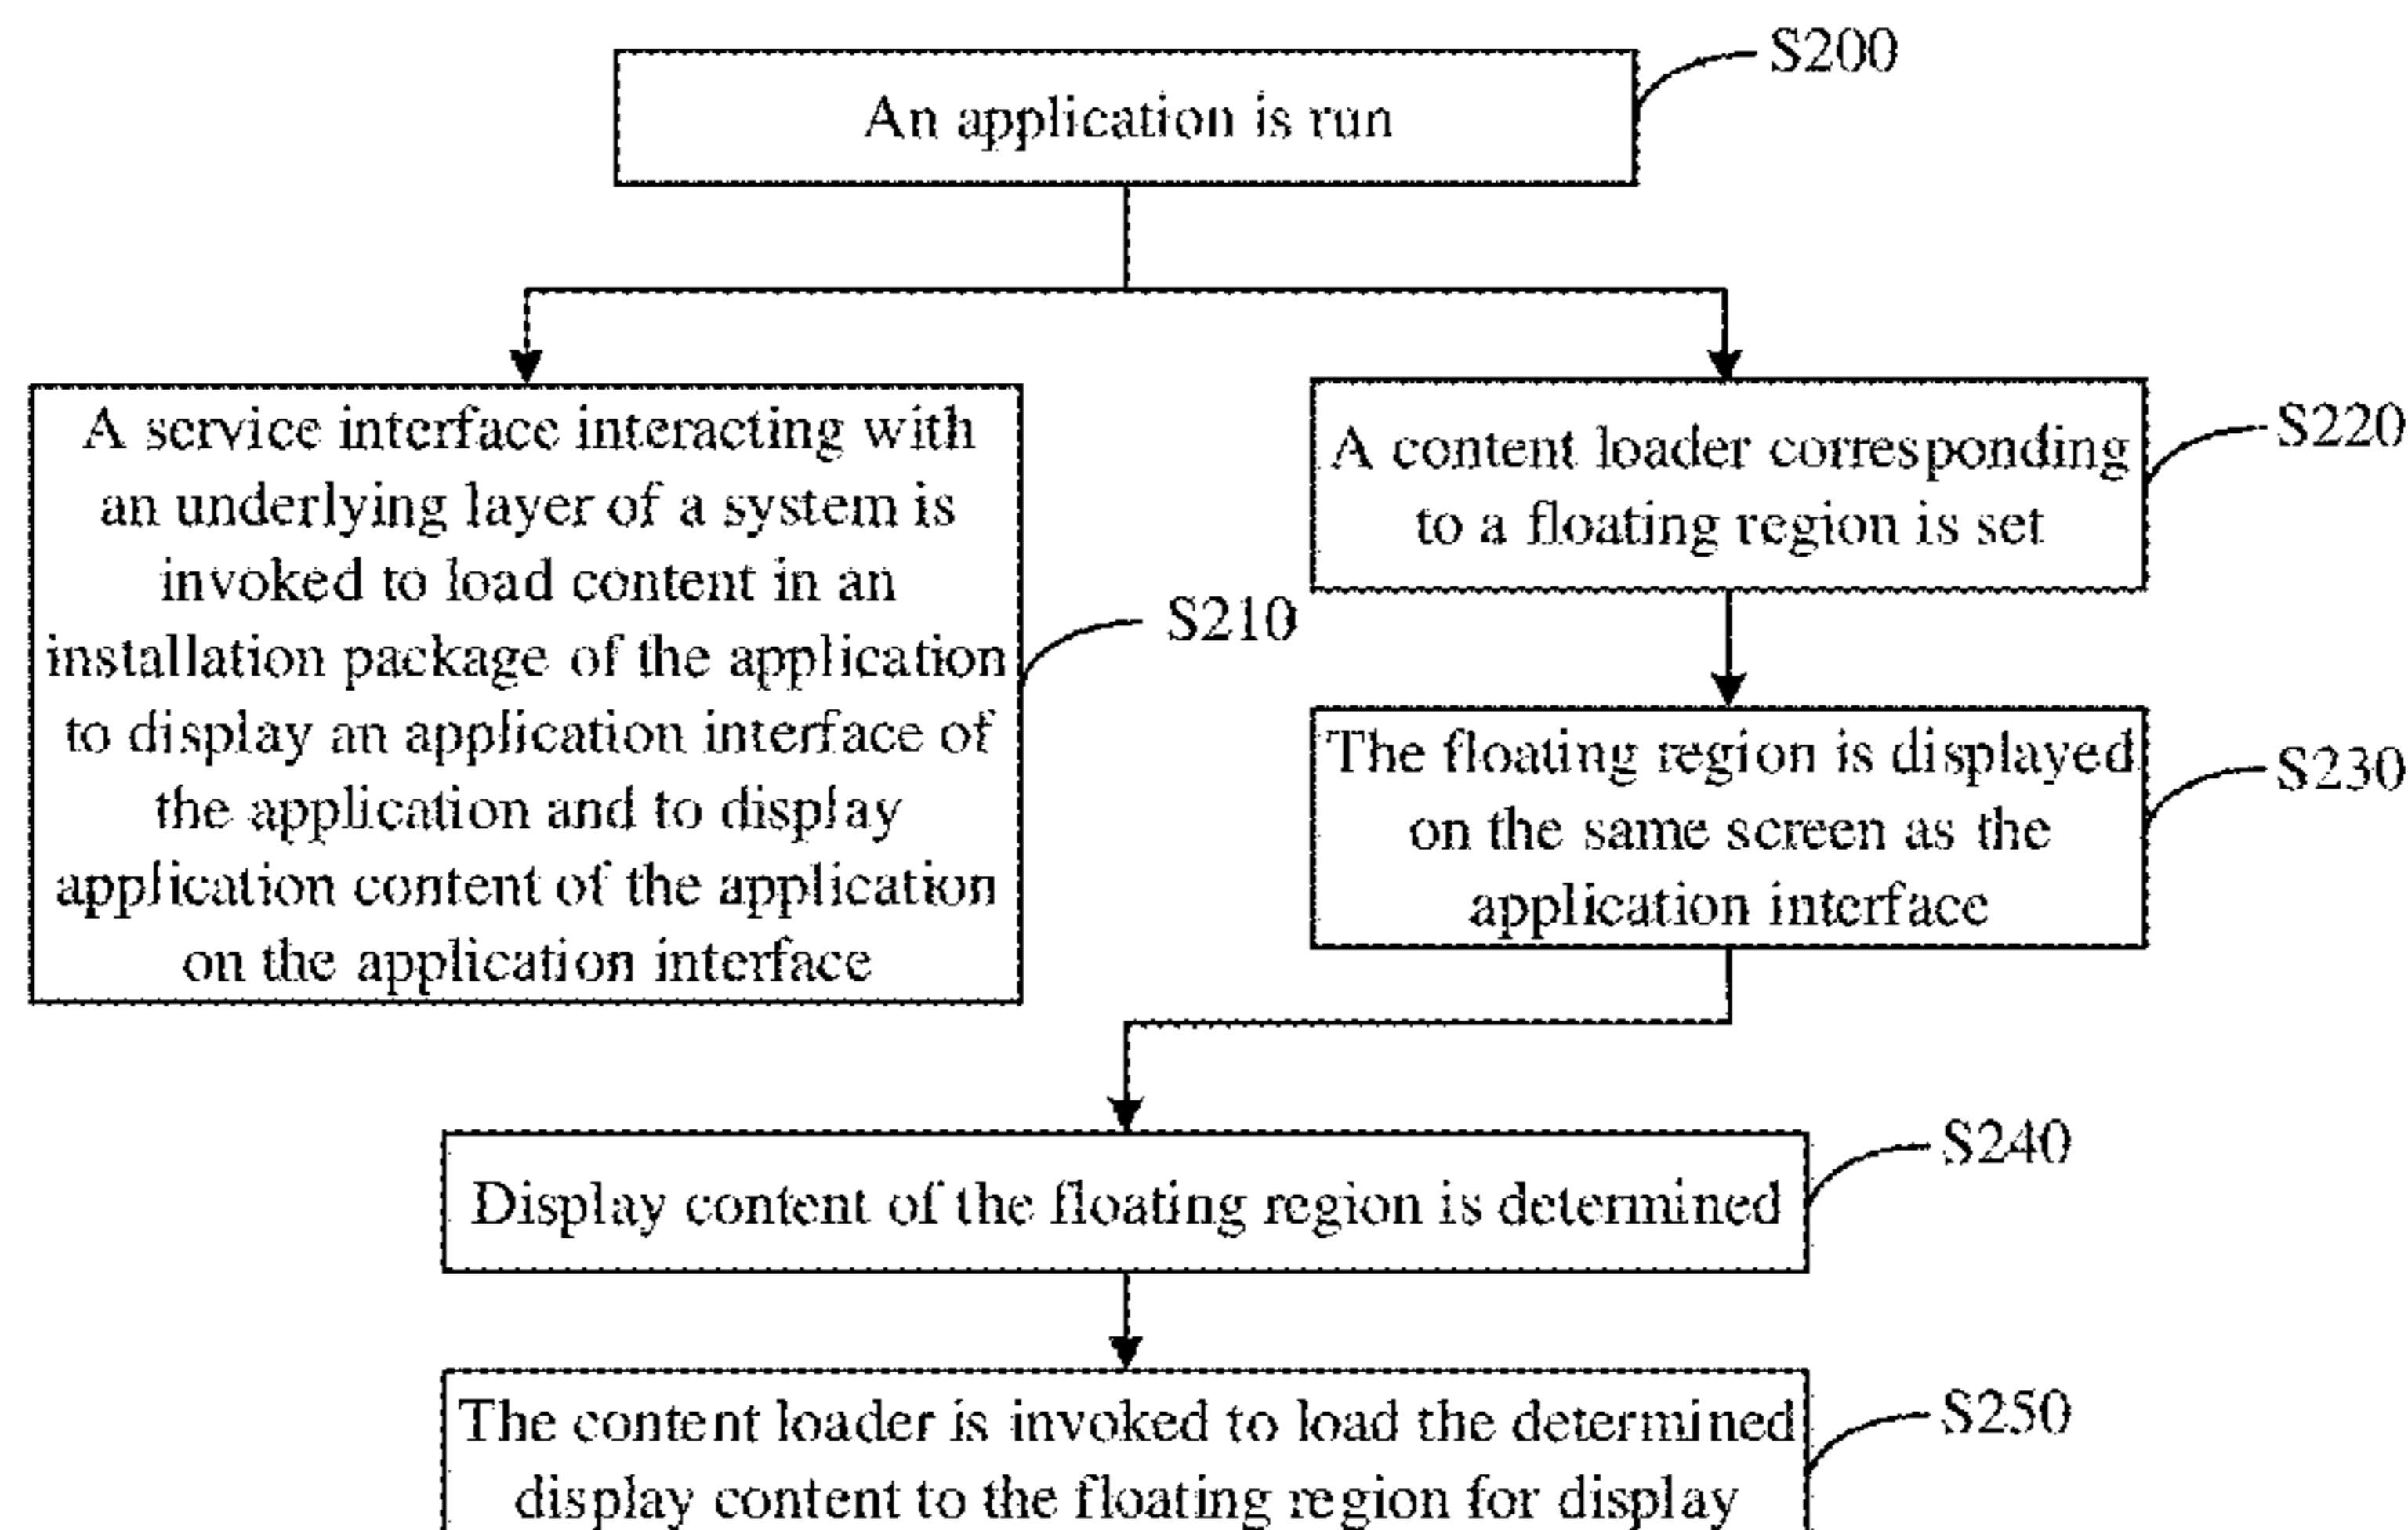 S200
An application is run
A service interface interacting with
an underlying layer of a system is
invoked to load content in an
installation package of the application
to display an application interface of
the application and to display
application content of the application
on the application interface
S210
A content loader corresponding
to a floating region is set
S220
The floating region is displayed
on the same screen as the
application interface
S230
Display content of the floating region is determined
S240
The content loader is invoked to load the determined
display content to the floating region for display
S250